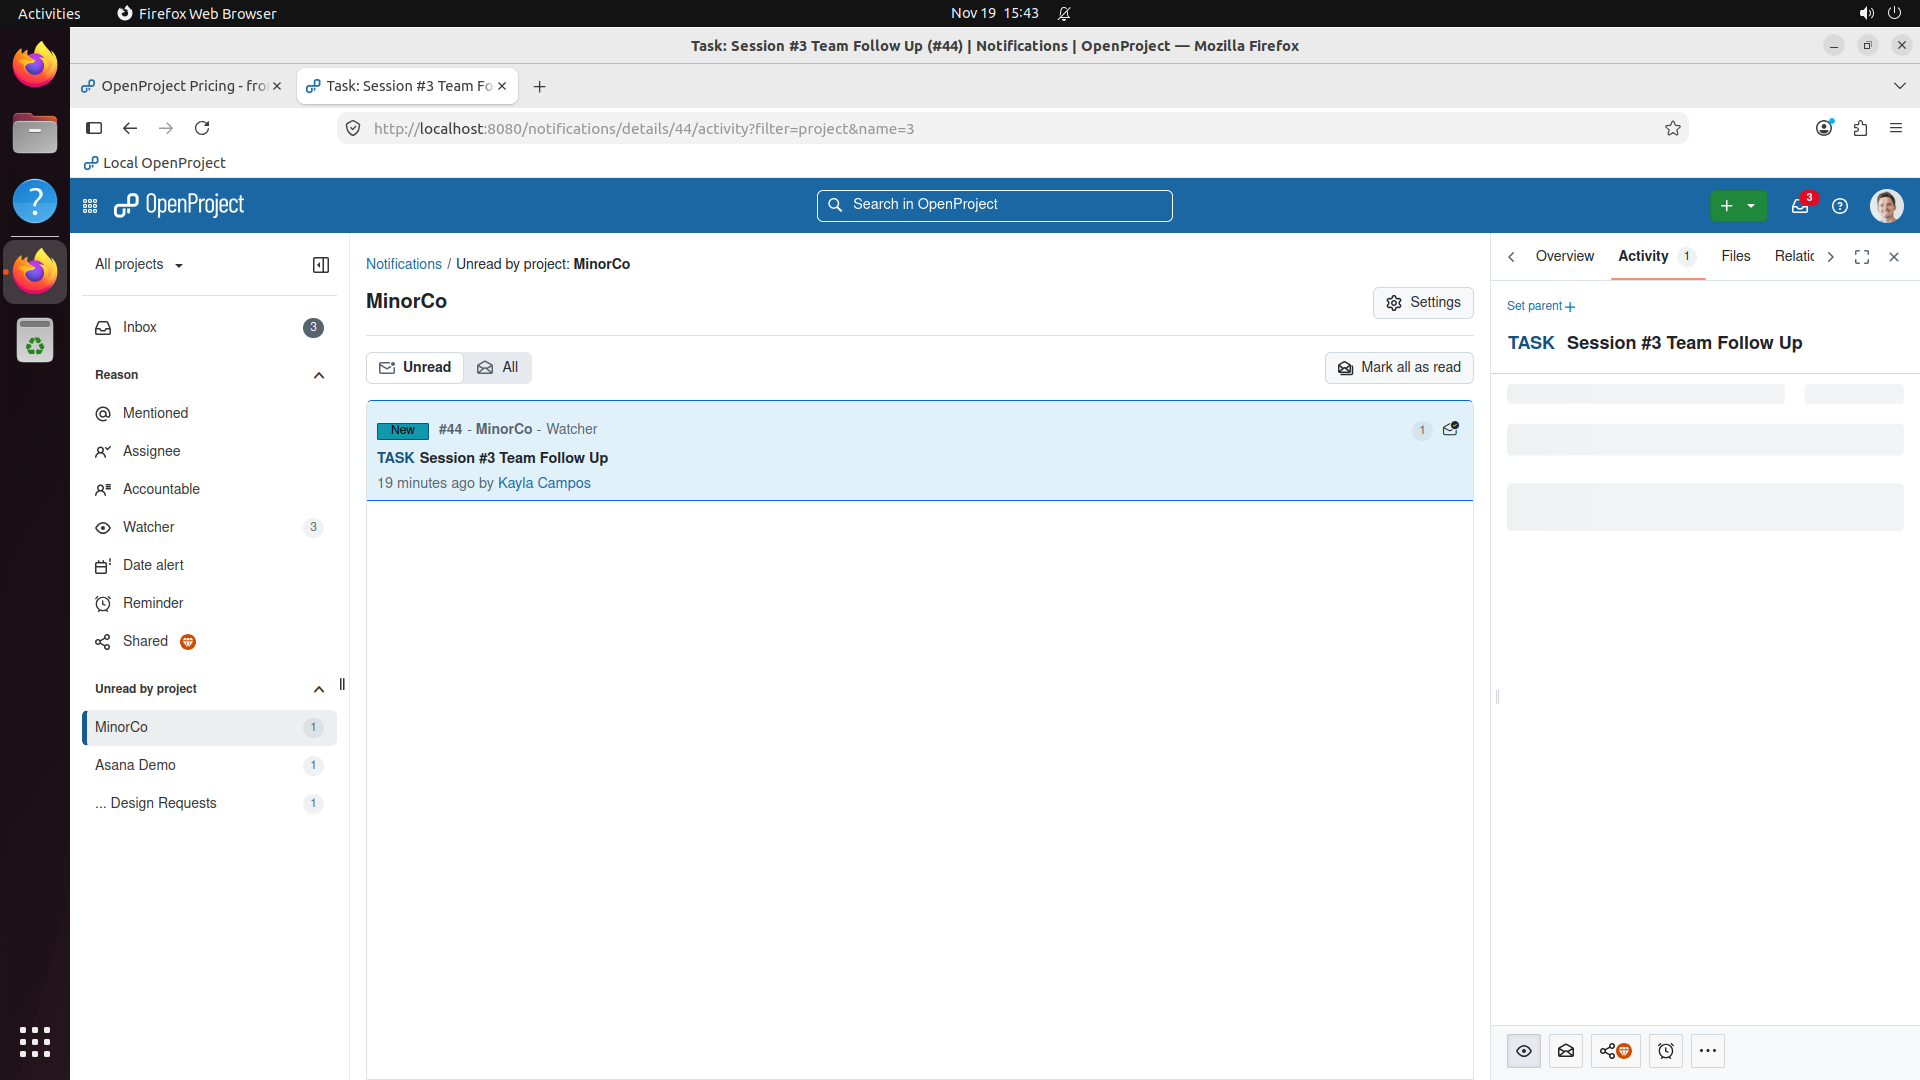 Activities
Firefox Web Browser
Nov 19 15:43
Task: Session #3 Team Follow Up (#44) | Notifications | OpenProject — Mozilla Firefox
OpenProject Pricing - fro
Task: Session #3 Team Fo
http://localhost:8080/notifications/details/44/activity?filter=project&name=3
Local OpenProject
OpenProject
Search in OpenProject
3
All projects
Inbox 3
Reason
Mentioned
Assignee
Accountable
Watcher 3
Date alert
Reminder
Shared
Unread by project
MinorCo 1
Asana Demo 1
... Design Requests 1
Notifications / Unread by project: MinorCo
MinorCo
Settings
Unread
All
Mark all as read
New #44 - MinorCo - Watcher 1
TASK Session #3 Team Follow Up
19 minutes ago by Kayla Campos
Overview
Activity 1
Files
Relatio
Set parent +
TASK Session #3 Team Follow Up